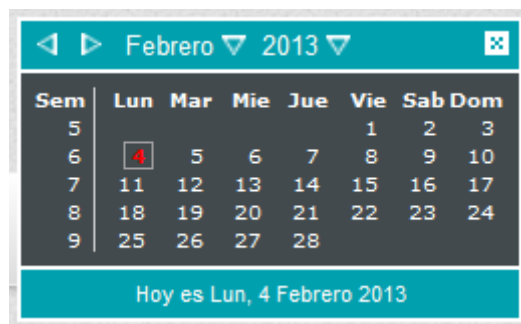 Febrero 2013
Sem Lun Mar Mie Jue Vie Sab Dom
5 1 2 3
6 4 5 6 7 8 9 10
7 11 12 13 14 15 16 17
8 18 19 20 21 22 23 24
9 25 26 27 28
Hoy es Lun, 4 Febrero 2013